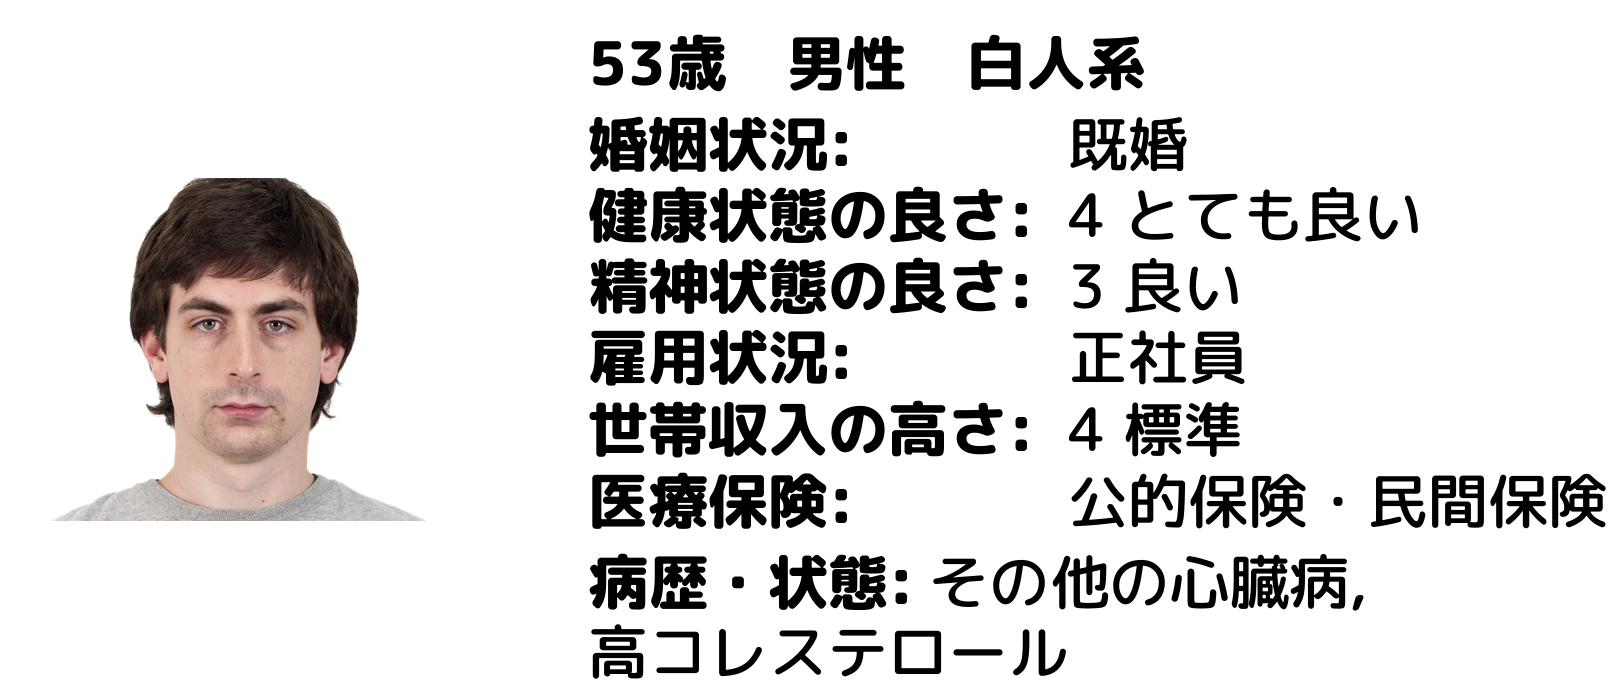 53歳　男性　白人系
婚姻状況: 既婚
健康状態の良さ: 4 とても良い
精神状態の良さ: 3 良い
雇用状況: 正社員
世帯収入の高さ: 4 標準
医療保険: 公的保険・民間保険
病歴・状態: その他の心臓病,
高コレステロール